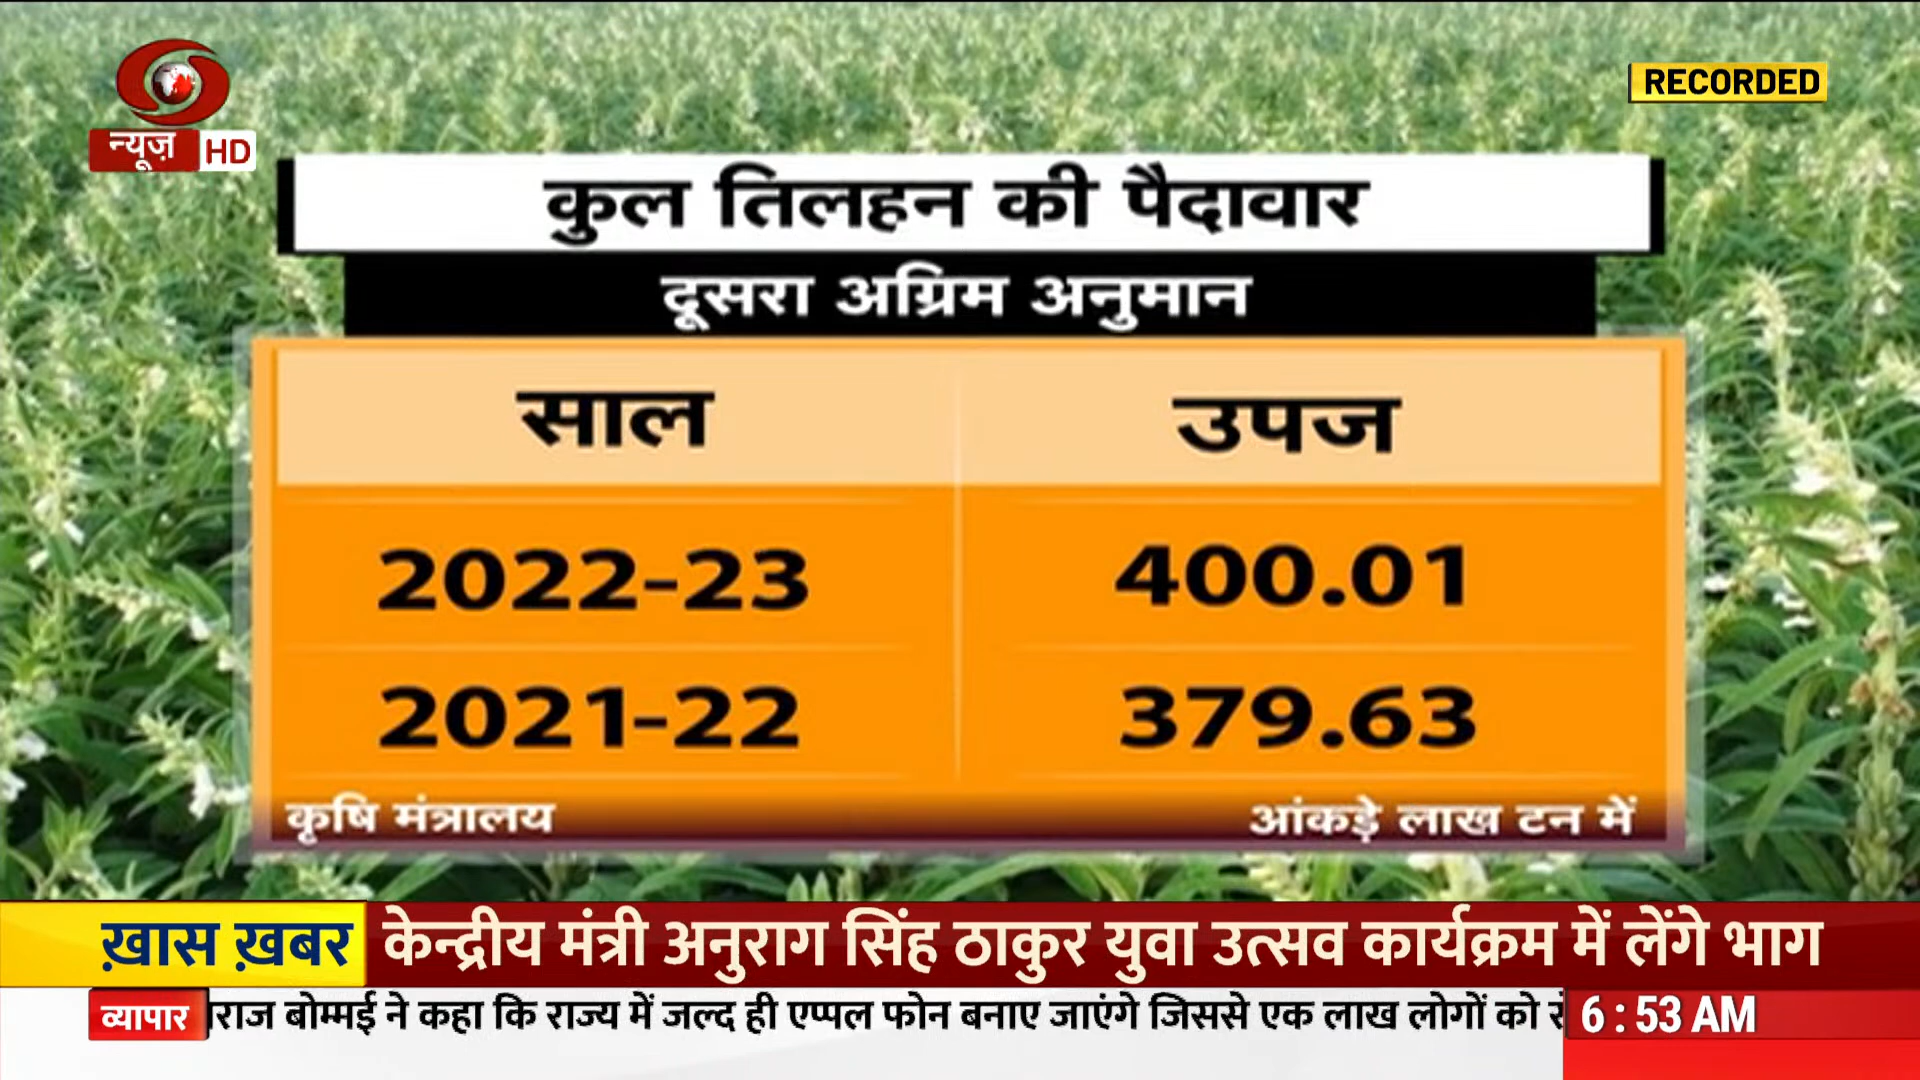 न्यूज़ HD
RECORDED
कुल तिलहन की पैदावार
दूसरा अग्रिम अनुमान
साल उपज
2022-23 400.01
2021-22 379.63
कृषि मंत्रालय आंकड़े लाख टन में
ख़ास ख़बर केन्द्रीय मंत्री अनुराग सिंह ठाकुर युवा उत्सव कार्यक्रम में लेंगे भाग
व्यापार राज बोम्मई ने कहा कि राज्य में जल्द ही एप्पल फोन बनाए जाएंगे जिससे एक लाख लोगों को 6 : 53 AM